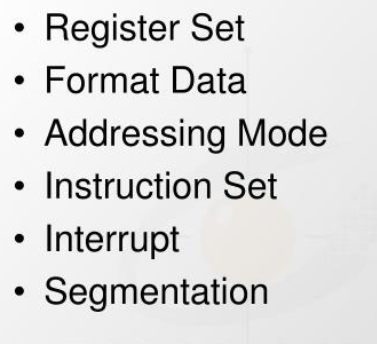 • Register Set
• Format Data
• Addressing Mode
• Instruction Set
• Interrupt
• Segmentation